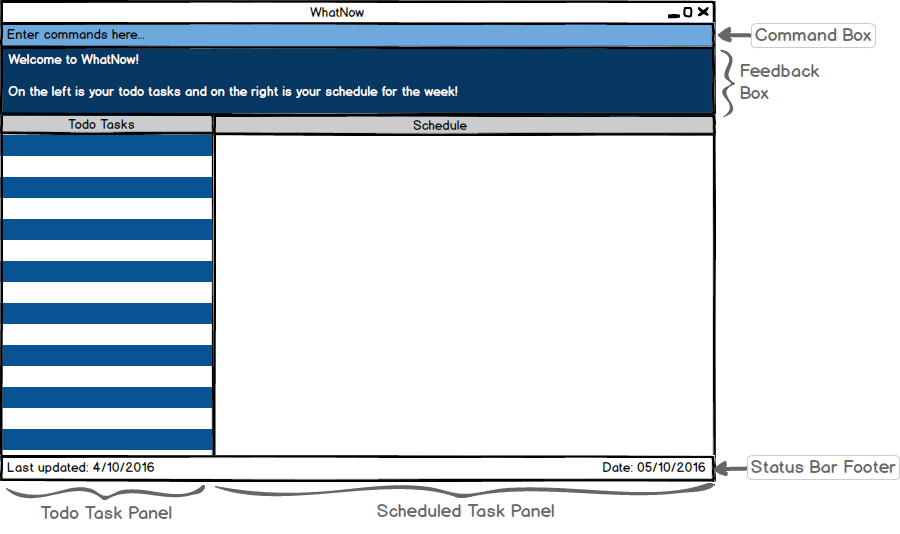 WhatNow
Enter commands here...
Command Box
Welcome to WhatNow!
Feedback
Box
On the left is your todo tasks and on the right is your schedule for the week!
Todo Tasks
Schedule
Last updated: 4/10/2016
Date: 05/10/2016
Status Bar Footer
Todo Task Panel
Scheduled Task Panel